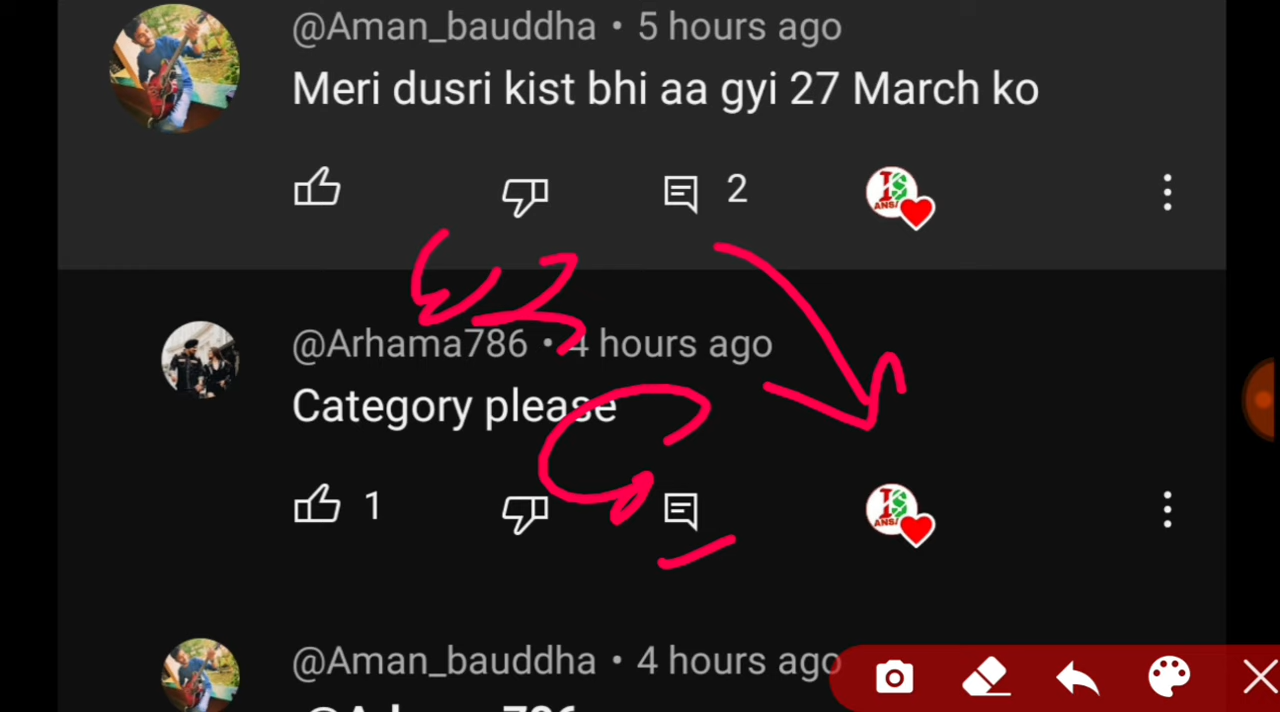 @Aman_bauddha • 5 hours ago
Meri dusri kist bhi aa gyi 27 March ko
2
@Arhama786 • 4 hours ago
Category please
1
@Aman_bauddha • 4 hours ago